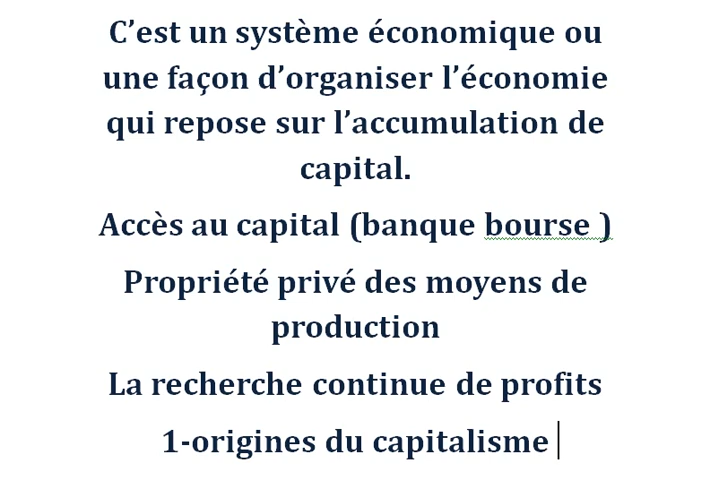 C’est un système économique ou
une façon d’organiser l’économie
qui repose sur l’accumulation de
capital.
Accès au capital (banque bourse )
Propriété privé des moyens de
production
La recherche continue de profits
1-origines du capitalisme